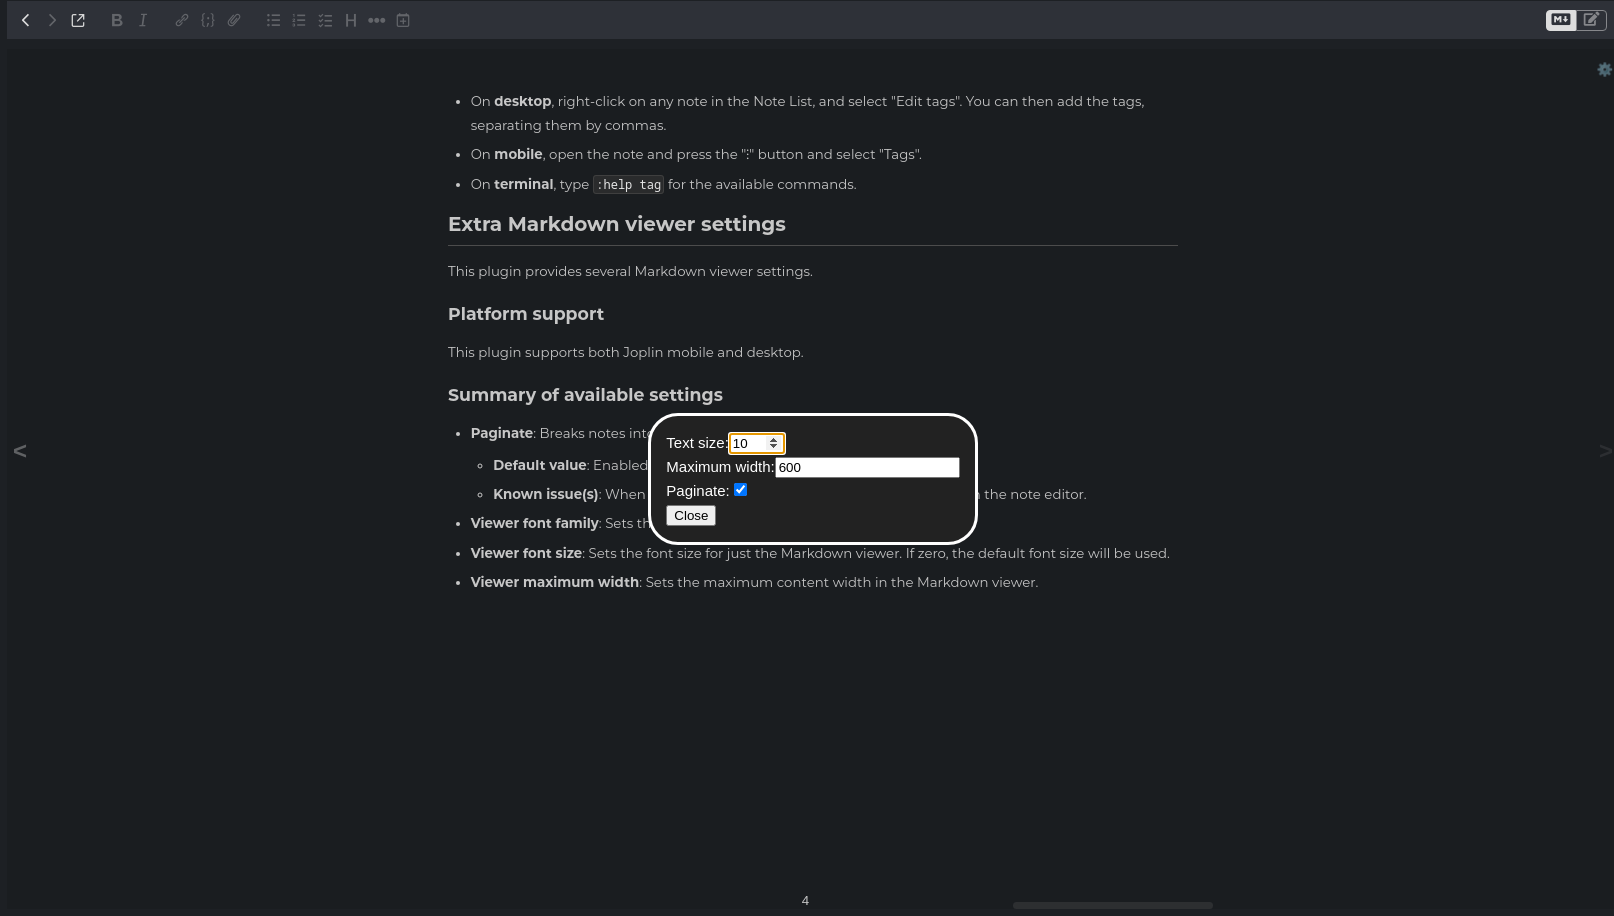 B I {;} H M↓
On desktop, right-click on any note in the Note List, and select "Edit tags". You can then add the tags,
separating them by commas.
On mobile, open the note and press the "⁝" button and select "Tags".
On terminal, type :help tag for the available commands.
Extra Markdown viewer settings
This plugin provides several Markdown viewer settings.
Platform support
This plugin supports both Joplin mobile and desktop.
Summary of available settings
Paginate: Breaks notes
Text size: 10
Maximum width: 600
Default value: Enabled
Paginate:
Known issue(s): When the note editor.
Close
Viewer font family: Sets
Viewer font size: Sets the font size for just the Markdown viewer. If zero, the default font size will be used.
Viewer maximum width: Sets the maximum content width in the Markdown viewer.
< >
4